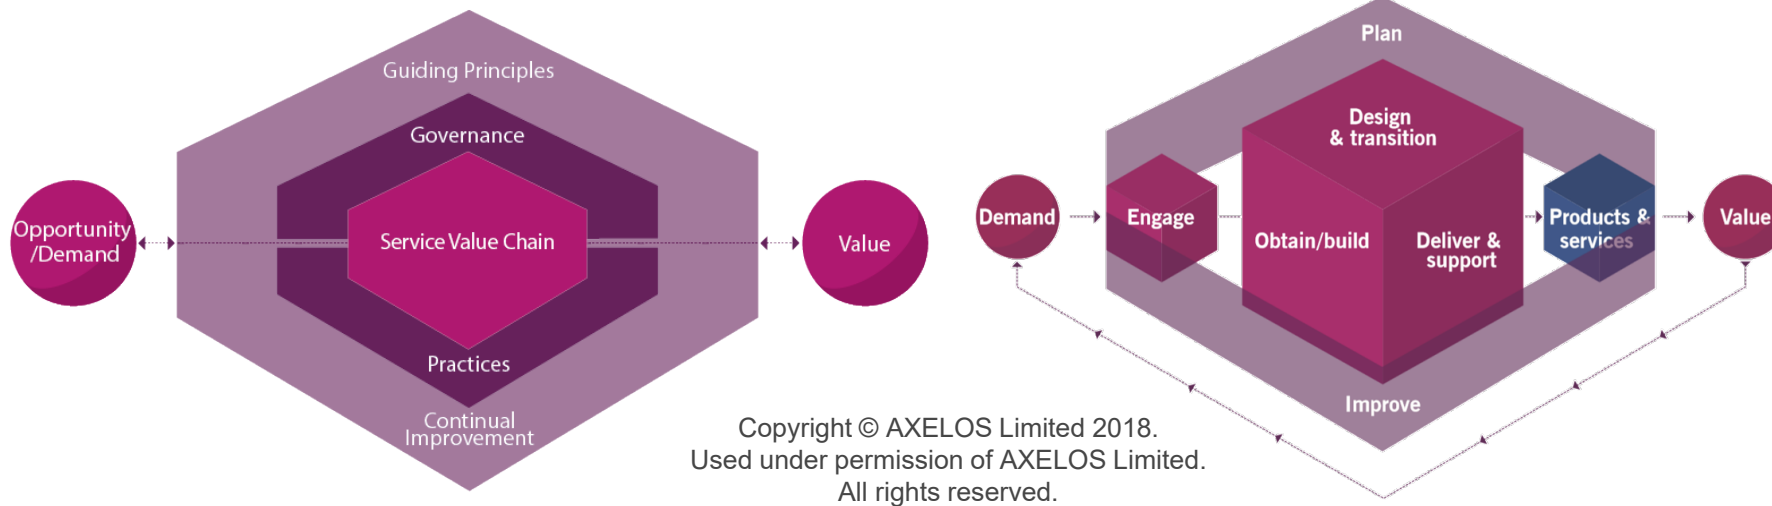 Guiding Principles
Governance
Opportunity
/Demand
Service Value Chain
Value
Practices
Continual
Improvement
Plan
Design
& transition
Demand
Engage
Obtain/build
Deliver &
support
Products &
services
Value
Improve
Copyright © AXELOS Limited 2018.
Used under permission of AXELOS Limited.
All rights reserved.